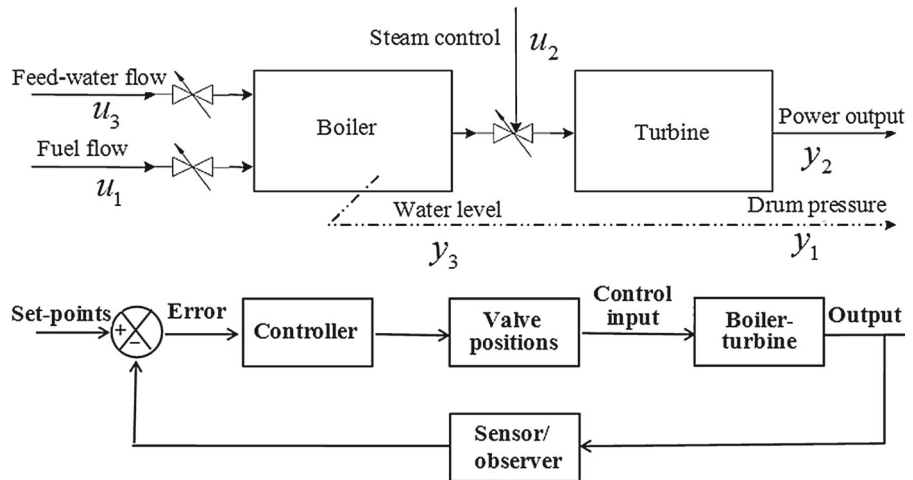 Steam control
u2
Feed-water flow
u3
Boiler
Turbine
Power output
y2
Fuel flow
u1
Water level
y3
Drum pressure
y1
Set-points
+
−
Error
Controller
Valve
positions
Control
input
Boiler-
turbine
Output
Sensor/
observer